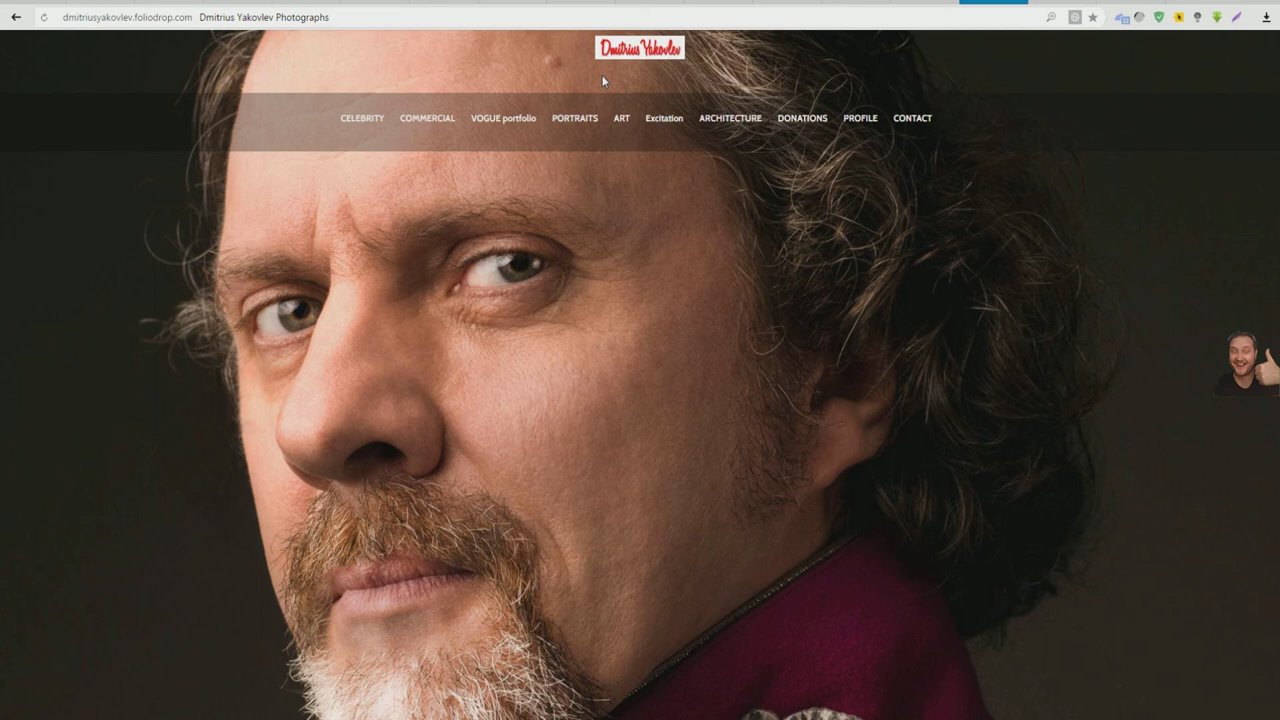 dmitriusyakovlev.foliodrop.com Dmitrius Yakovlev Photographs
Dmitrius Yakovlev
CELEBRITY COMMERCIAL VOGUE portfolio PORTRAITS ART Excitation ARCHITECTURE DONATIONS PROFILE CONTACT